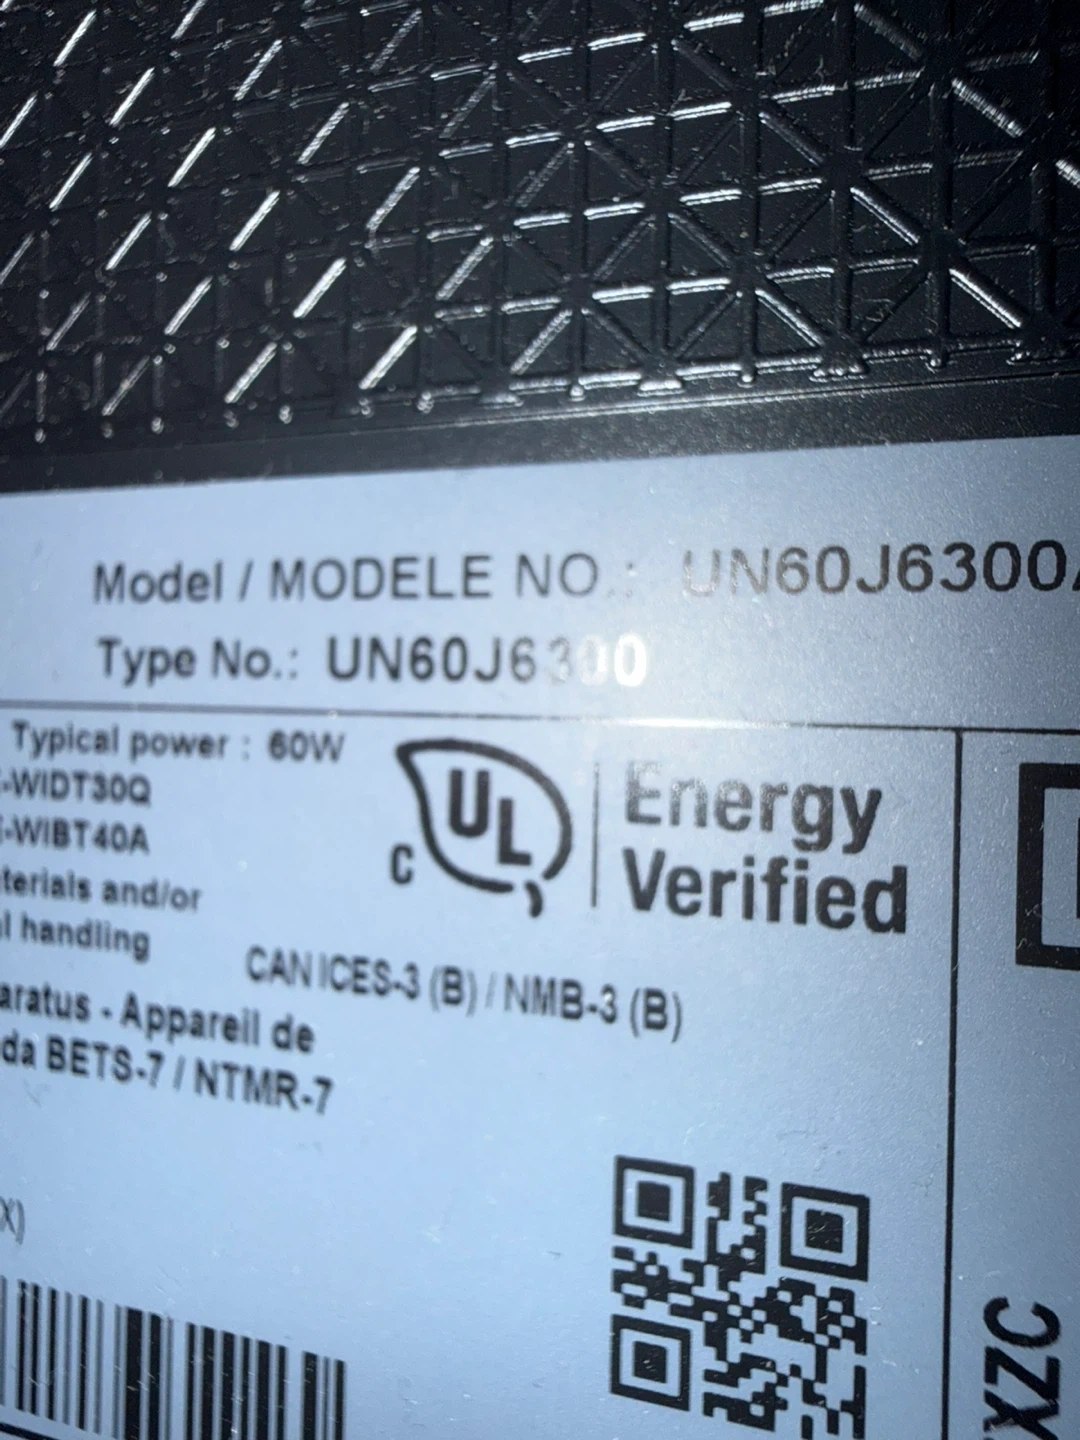 Model / MODELE NO.: UN60J6300
Type No.: UN60J6300
Typical power : 60W
-WIDT30Q
-WIBT40A
terials and/or
l handling
aratus - Appareil de
da BETS-7 / NTMR-7
C UL
Energy
Verified
CAN ICES-3 (B) / NMB-3 (B)
X)
XZC